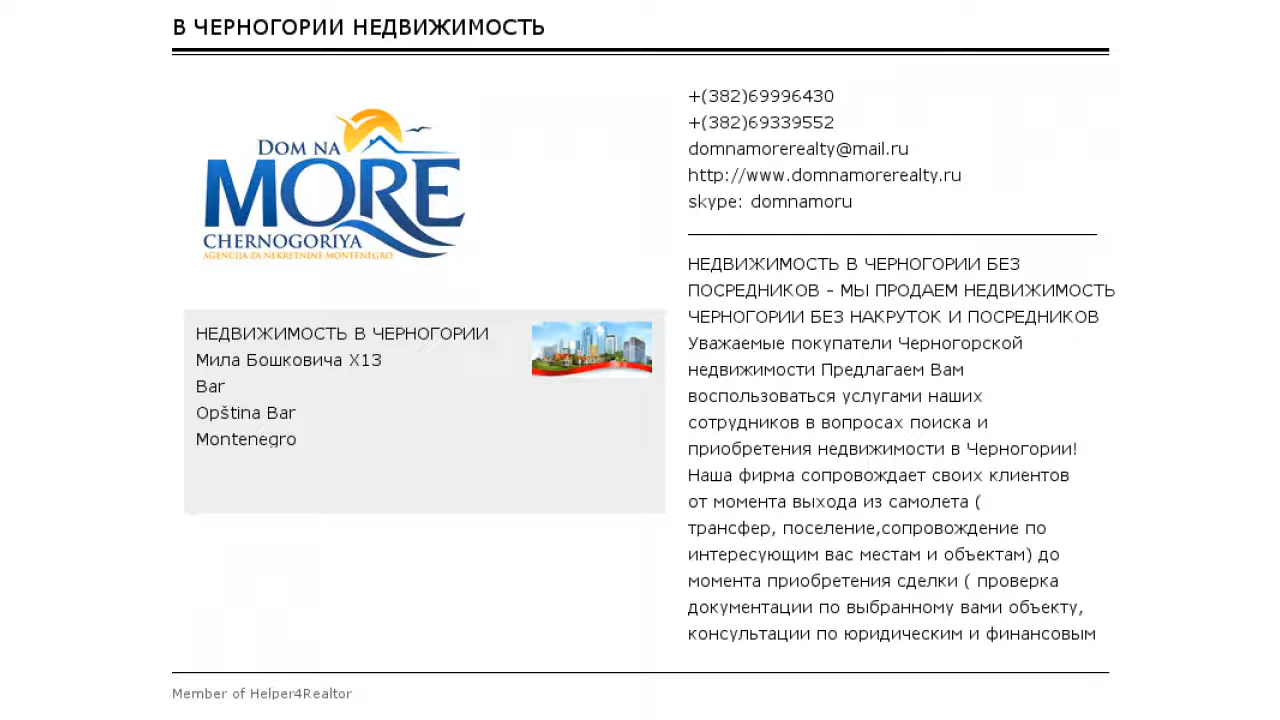 В ЧЕРНОГОРИИ НЕДВИЖИМОСТЬ
DOM NA
MORE
CHERNOGORIYA
AGENCIJA ZA NEKRETNINE MONTENEGRO
НЕДВИЖИМОСТЬ В ЧЕРНОГОРИИ
Мила Бошковича X13
Bar
Opština Bar
Montenegro
+(382)69996430
+(382)69339552
domnamorerealty@mail.ru
http://www.domnamorerealty.ru
skype: domnamoru
НЕДВИЖИМОСТЬ В ЧЕРНОГОРИИ БЕЗ
ПОСРЕДНИКОВ - МЫ ПРОДАЕМ НЕДВИЖИМОСТЬ
ЧЕРНОГОРИИ БЕЗ НАКРУТОК И ПОСРЕДНИКОВ
Уважаемые покупатели Черногорской
недвижимости Предлагаем Вам
воспользоваться услугами наших
сотрудников в вопросах поиска и
приобретения недвижимости в Черногории!
Наша фирма сопровождает своих клиентов
от момента выхода из самолета (
трансфер, поселение,сопровождение по
интересующим вас местам и объектам) до
момента приобретения сделки ( проверка
документации по выбранному вами объекту,
консультации по юридическим и финансовым
Member of Helper4Realtor